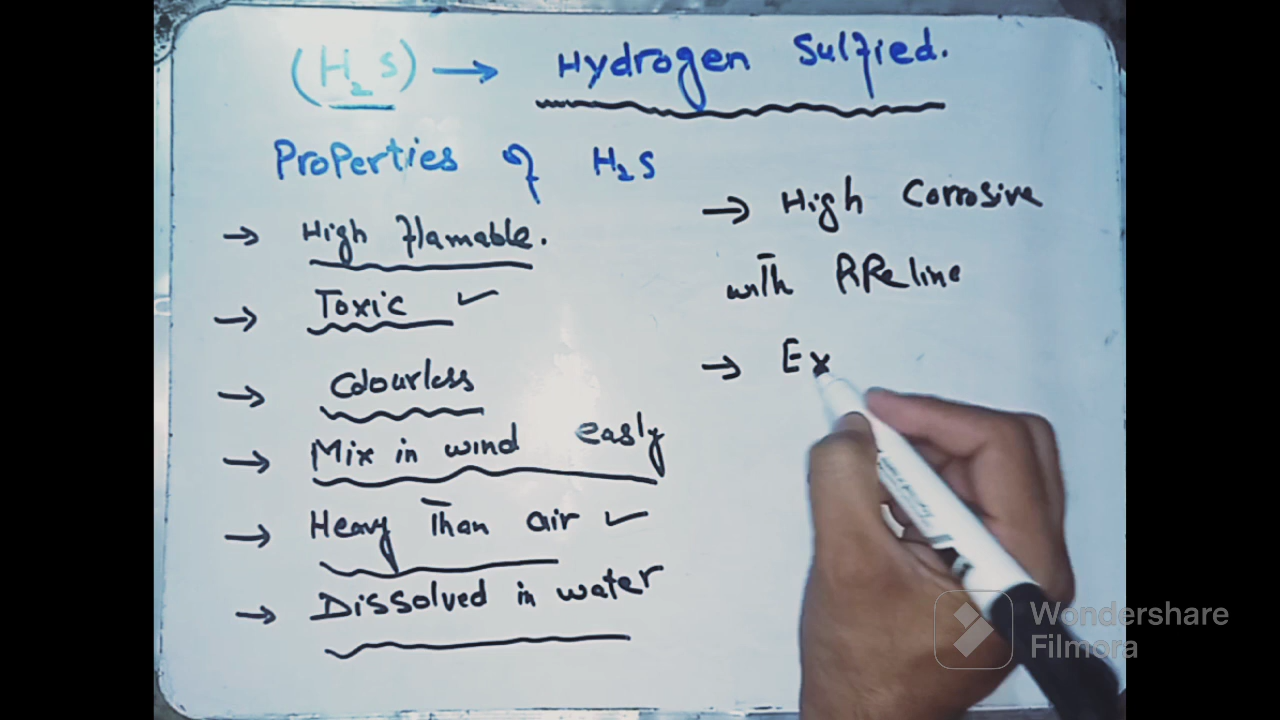 (H₂S) → Hydrogen Sulfied.
Properties of H₂S
→ High flamable.
→ Toxic ✓
→ Colourless
→ Mix in wind easly
→ Heavy Than air ✓
→ Dissolved in water
→ High Corrosive
with PiPeline
→ Ex
Wondershare
Filmora